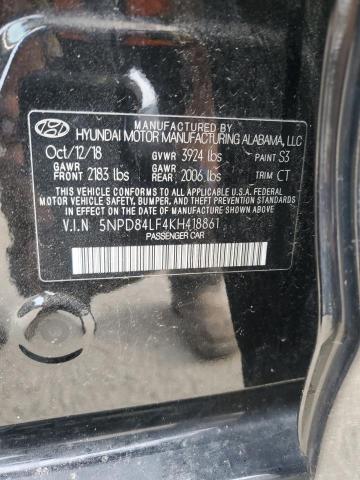 MANUFACTURED BY
HYUNDAI MOTOR MANUFACTURING ALABAMA, LLC
Oct/12/18 GVWR 3924 lbs PAINT S3
GAWR FRONT 2183 lbs GAWR REAR 2006 lbs TRIM CT
THIS VEHICLE CONFORMS TO ALL APPLICABLE U.S.A. FEDERAL
MOTOR VEHICLE SAFETY, BUMPER, AND THEFT PREVENTION
STANDARDS IN EFFECT ON THE DATE OF MANUFACTURE SHOWN ABOVE.
V.I.N 5NPD84LF4KH418861
PASSENGER CAR